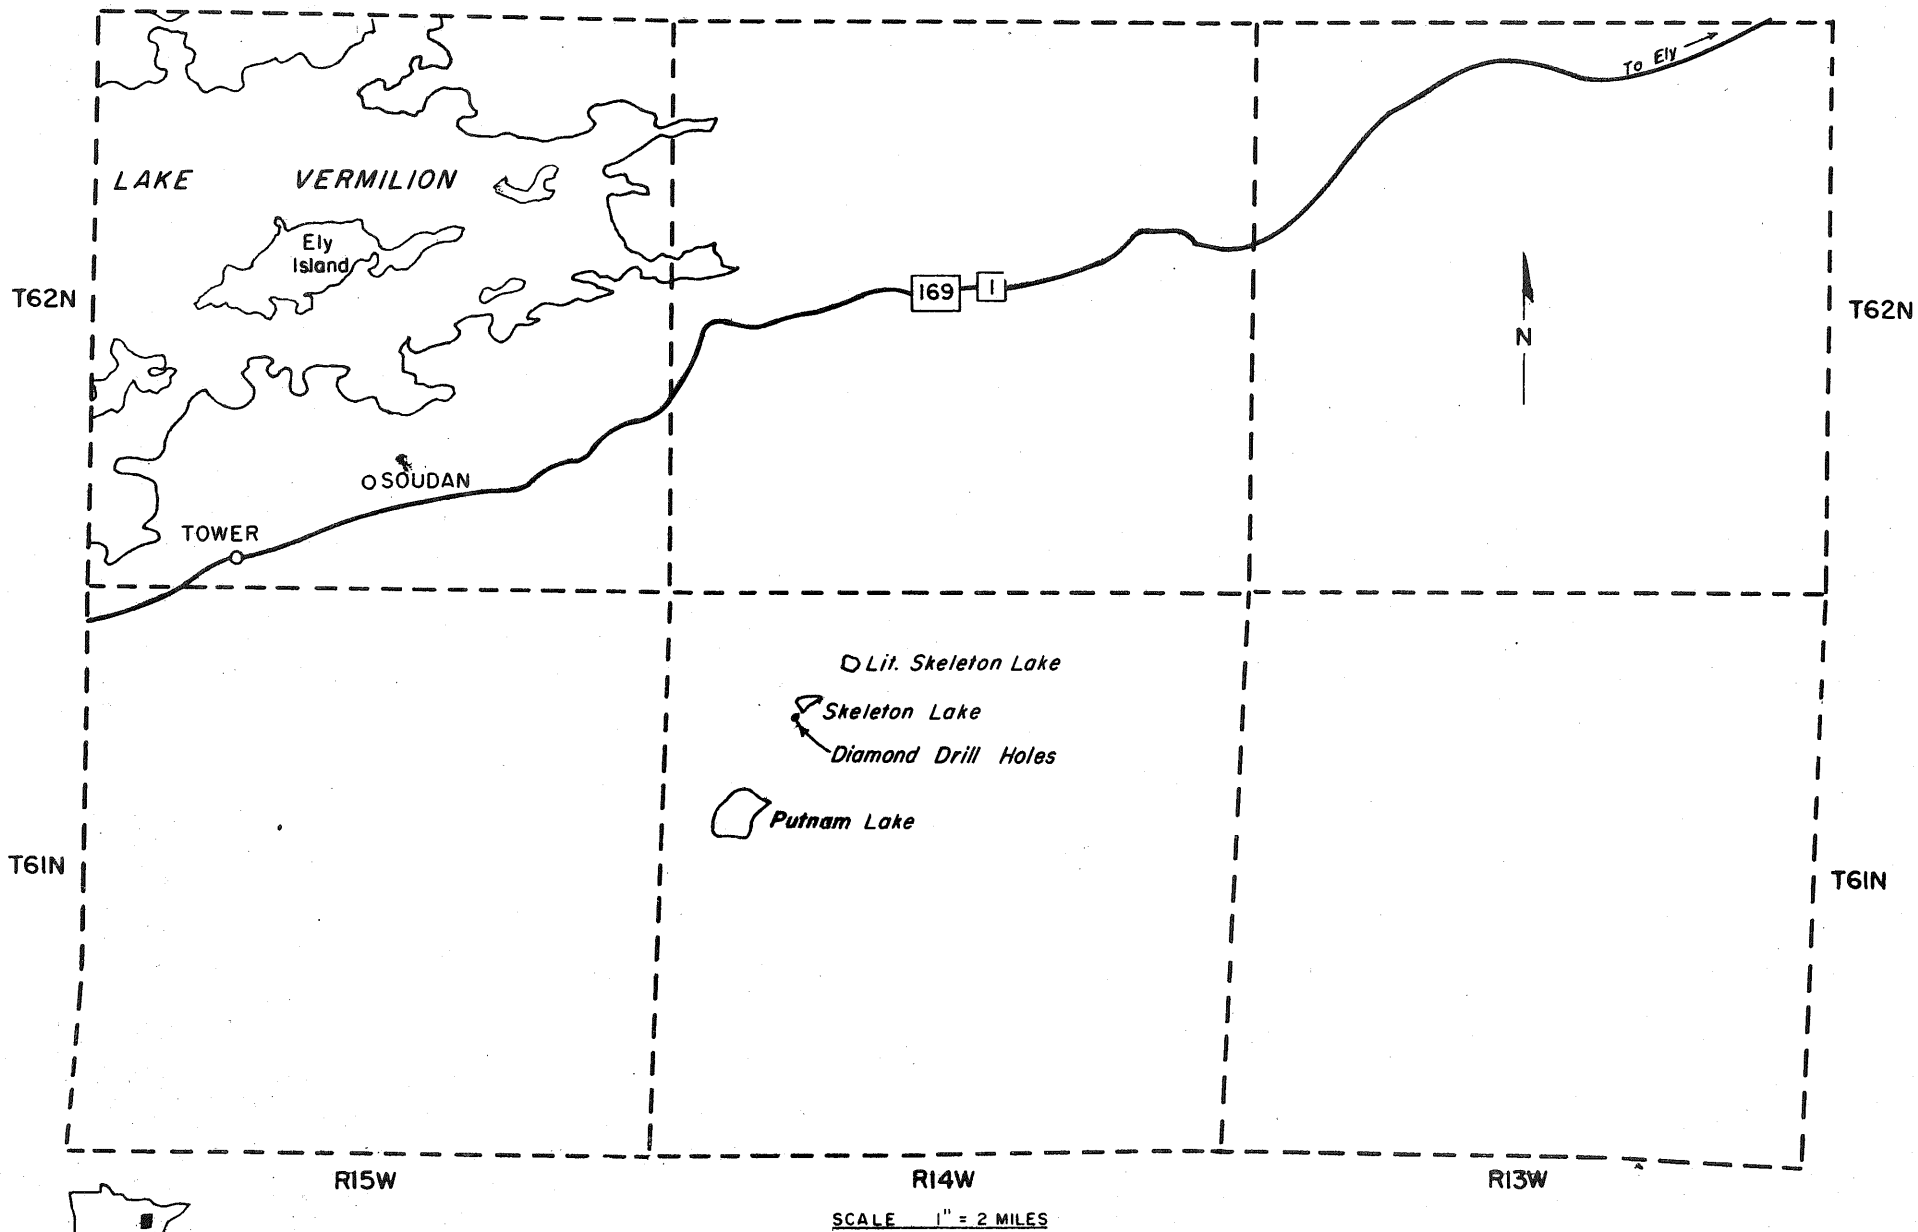 To Ely
LAKE VERMILION
Ely
Island
T62N
169 1
T62N
N
SOUDAN
TOWER
Lit. Skeleton Lake
Skeleton Lake
Diamond Drill Holes
Putnam Lake
T61N
T61N
R15W R14W R13W
SCALE 1" = 2 MILES